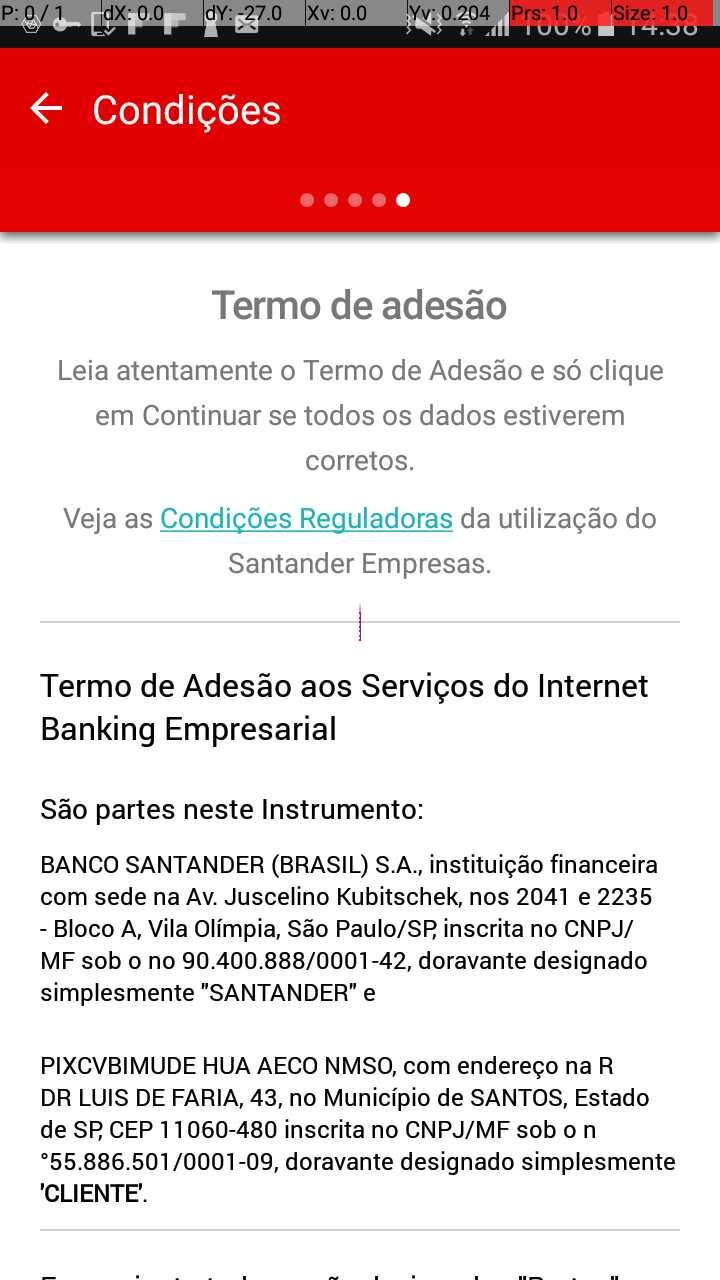 P: 0 / 1 dX: 0.0 dY: -27.0 Xv: 0.0 Yv: 0.204 Prs: 1.0 Size: 1.0
100% 14:38
Condições
Termo de adesão
Leia atentamente o Termo de Adesão e só clique
em Continuar se todos os dados estiverem
corretos.
Veja as Condições Reguladoras da utilização do
Santander Empresas.
Termo de Adesão aos Serviços do Internet
Banking Empresarial
São partes neste Instrumento:
BANCO SANTANDER (BRASIL) S.A., instituição financeira
com sede na Av. Juscelino Kubitschek, nos 2041 e 2235
- Bloco A, Vila Olímpia, São Paulo/SP, inscrita no CNPJ/
MF sob o no 90.400.888/0001-42, doravante designado
simplesmente "SANTANDER" e
PIXCVBIMUDE HUA AECO NMSO, com endereço na R
DR LUIS DE FARIA, 43, no Município de SANTOS, Estado
de SP, CEP 11060-480 inscrita no CNPJ/MF sob o n
°55.886.501/0001-09, doravante designado simplesmente
'CLIENTE'.